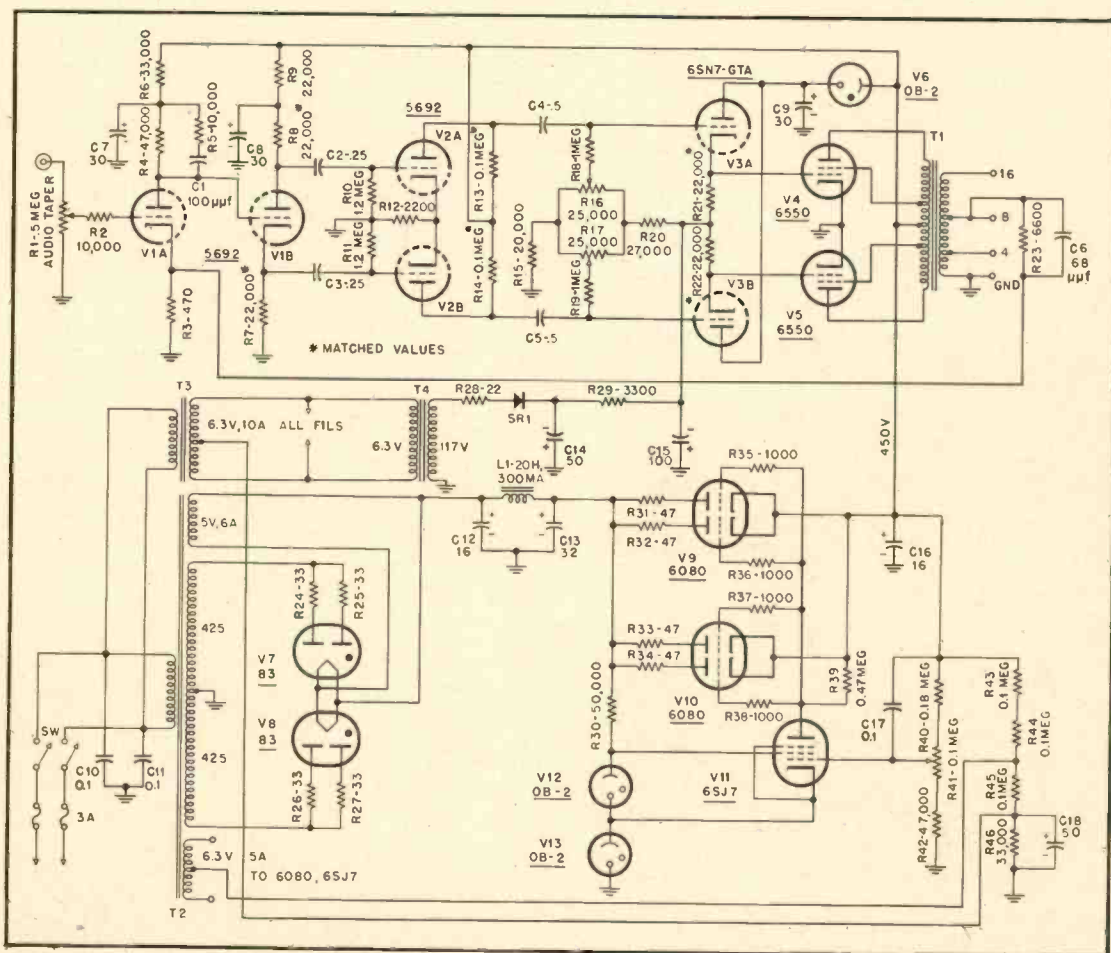 R1-.5 MEG
AUDIO TAPER
R2
10,000
C7
30
R4-47,000
R6-33,000
R5-10,000
C1
100 μμf
V1A
R3-470
5692
C8
30
R9
22,000
R8
22,000*
V1B
R7-22,000*
C2-.25
C3-.25
R10
1.2 MEG
R11
1.2 MEG
R12-2200
5692
V2A
V2B
R13-0.1MEG*
R14-0.1MEG*
* MATCHED VALUES
C4-.5
C5-.5
R15-20,000
R18-1MEG
R16
25,000
R17
25,000
R19-1MEG
R20
27,000
6SN7-GTA
V3A
* R21-22,000
R22-22,000
*
V3B
C9
30
V6
OB-2
V4
6550
V5
6550
T1
16
8
4
GND
R23-6600
C6
68
μμf
T3
6.3V,10A ALL FILS
T4
6.3V
117V
R28-22
SR1
R29-3300
C14
50
C15
100
450V
5V,6A
L1-20H,
300MA
C12
16
C13
32
R31-47
R32-47
R33-47
R34-47
R30-50,000
R35-1000
V9
6080
R36-1000
R37-1000
V10
6080
R38-1000
R39
0.47MEG
C16
16
425
425
R24-33
R25-33
V7
83
V8
83
R26-33
R27-33
SW
C10
0.1
C11
0.1
3A
6.3V 5A
TO 6080, 6SJ7
T2
V12
OB-2
V13
OB-2
V11
6SJ7
C17
0.1
R40-0.18 MEG
R41-0.1MEG
R42-47,000
R43
0.1 MEG
R44
0.1MEG
R45
0.1MEG
R46
33,000
C18
50